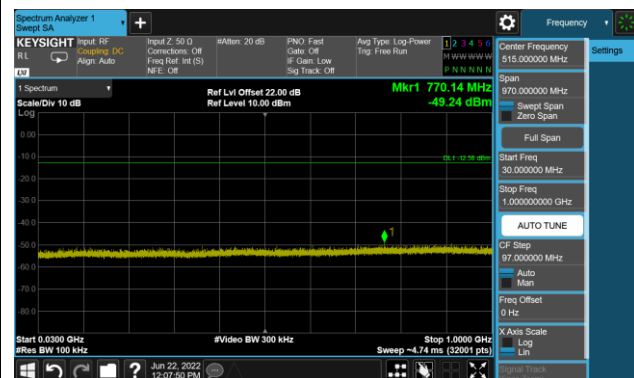 Spectrum Analyzer 1
Swept SA
+
Frequency
KEYSIGHT
RL
LXI
Input: RF
Coupling: DC
Align: Auto
Input Z: 50 Ω
Corrections: Off
Freq Ref: Int (S)
NFE: Off
#Atten: 20 dB
PNO: Fast
Gate: Off
IF Gain: Low
Sig Track: Off
Avg Type: Log-Power
Trig: Free Run
1 2 3 4 5 6
M W W W W W
P N N N N N
1 Spectrum
Scale/Div 10 dB
Log
Ref Lvl Offset 22.00 dB
Ref Level 10.00 dBm
Mkr1 770.14 MHz
-49.24 dBm
0.00
-10.0
-20.0
-30.0
-40.0
-50.0
-60.0
-70.0
-80.0
1
Start 0.0300 GHz
#Res BW 100 kHz
#Video BW 300 kHz
Stop 1.0000 GHz
Sweep ~4.74 ms (32001 pts)
Jun 22, 2022
12:07:50 PM
?
Center Frequency
515.000000 MHz
Settings
Span
970.000000 MHz
Swept Span
Zero Span
Full Span
Start Freq
30.000000 MHz
Stop Freq
1.000000000 GHz
AUTO TUNE
CF Step
97.000000 MHz
Auto
Man
Freq Offset
0 Hz
X Axis Scale
Log
Lin
Signal Track